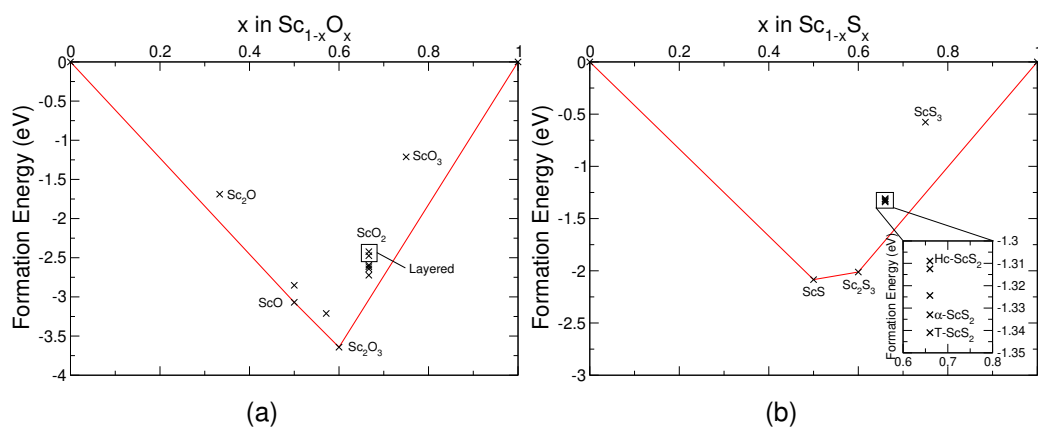 x in Sc₁₋ₓOₓ
0 0.2 0.4 0.6 0.8 1
Formation Energy (eV)
0
-0.5
-1
-1.5
-2
-2.5
-3
-3.5
-4
Sc₂O
ScO₃
ScO₂
Layered
ScO
Sc₂O₃
(a)
x in Sc₁₋ₓSₓ
0 0.2 0.4 0.6 0.8 1
Formation Energy (eV)
0
-0.5
-1
-1.5
-2
-2.5
-3
ScS₃
ScS
Sc₂S₃
Formation Energy (eV)
-1.3
-1.31
-1.32
-1.33
-1.34
-1.35
Hc-ScS₂
α-ScS₂
T-ScS₂
0.6 0.7 0.8
(b)